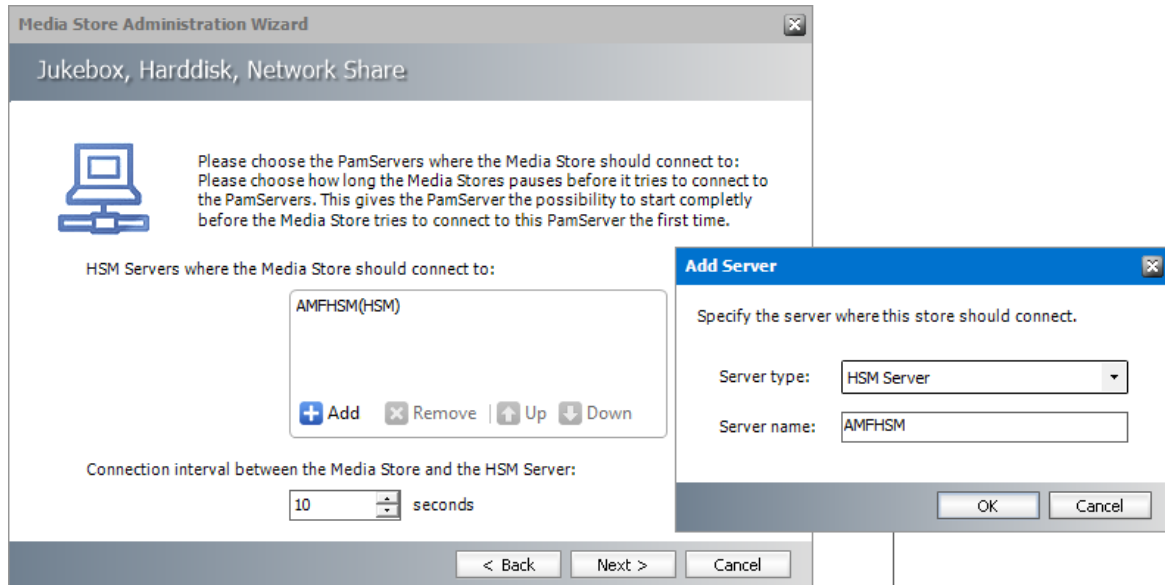 Media Store Administration Wizard
Jukebox, Harddisk, Network Share
Please choose the PamServers where the Media Store should connect to:
Please choose how long the Media Stores pauses before it tries to connect to
the PamServers. This gives the PamServer the possibility to start completly
before the Media Store tries to connect to this PamServer the first time.
HSM Servers where the Media Store should connect to:
AMFHSM(HSM)
Add Remove Up Down
Connection interval between the Media Store and the HSM Server:
10 seconds
< Back Next > Cancel
Add Server
Specify the server where this store should connect.
Server type: HSM Server
Server name: AMFHSM
OK Cancel